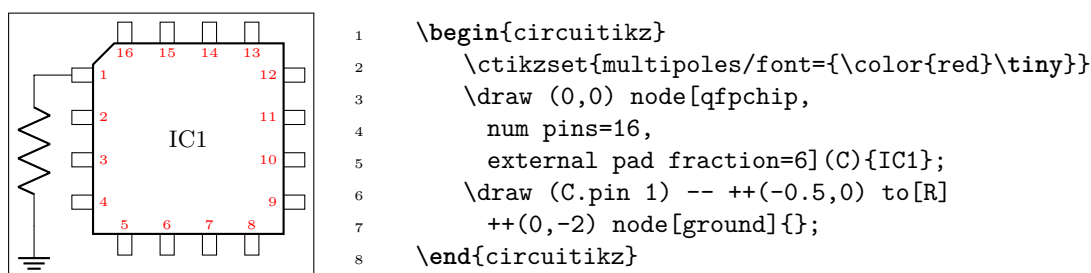 16 15 14 13
1 12
2 11
IC1
3 10
4 9
5 6 7 8
1 \begin{circuitikz}
2 \ctikzset{multipoles/font={\color{red}\tiny}}
3 \draw (0,0) node[qfpchip,
4 num pins=16,
5 external pad fraction=6](C){IC1};
6 \draw (C.pin 1) -- ++(-0.5,0) to[R]
7 ++(0,-2) node[ground]{};
8 \end{circuitikz}